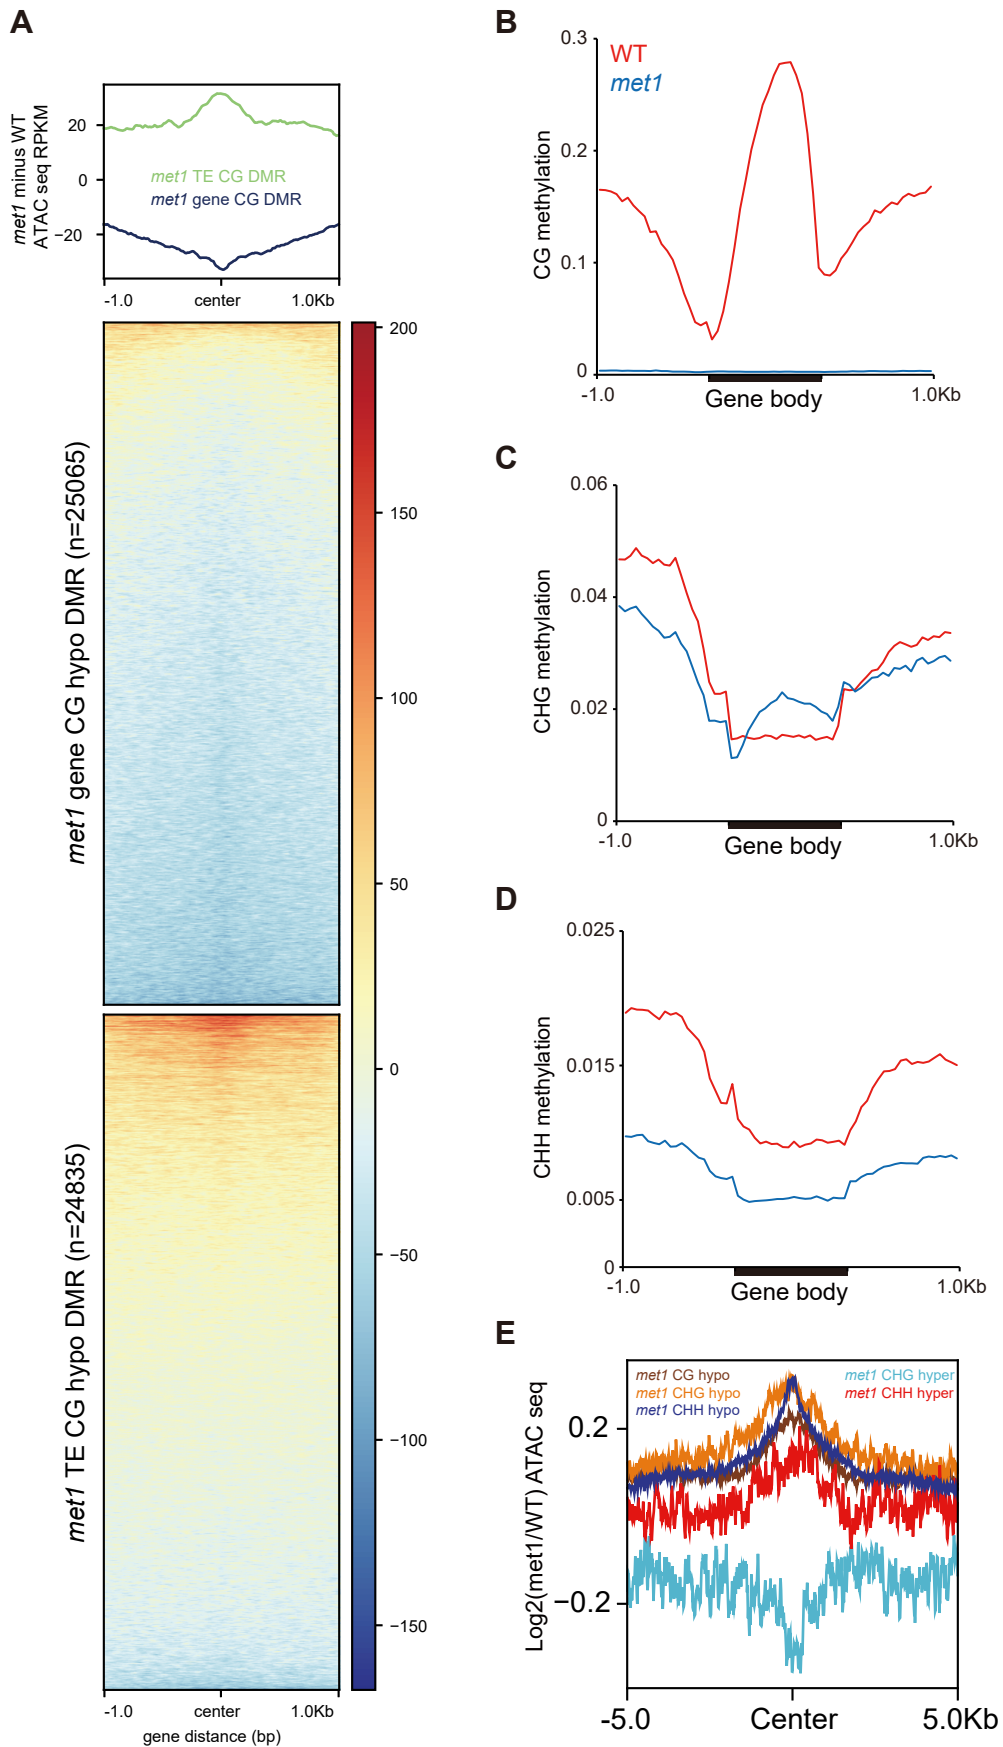 A
met1 minus WT
ATAC seq RPKM
20
0
−20
met1 TE CG DMR
met1 gene CG DMR
-1.0
center
1.0Kb
met1 gene CG hypo DMR (n=25065)
met1 TE CG hypo DMR (n=24835)
200
150
100
50
0
−50
−100
−150
-1.0
center
1.0Kb
gene distance (bp)
B
CG methylation
0.3
0.2
0.1
0
WT
met1
-1.0
Gene body
1.0Kb
C
CHG methylation
0.06
0.04
0.02
0
-1.0
Gene body
1.0Kb
D
CHH methylation
0.025
0.015
0.005
0
-1.0
Gene body
1.0Kb
E
Log2(met1/WT) ATAC seq
0.2
−0.2
met1 CG hypo
met1 CHG hypo
met1 CHH hypo
met1 CHG hyper
met1 CHH hyper
-5.0
Center
5.0Kb